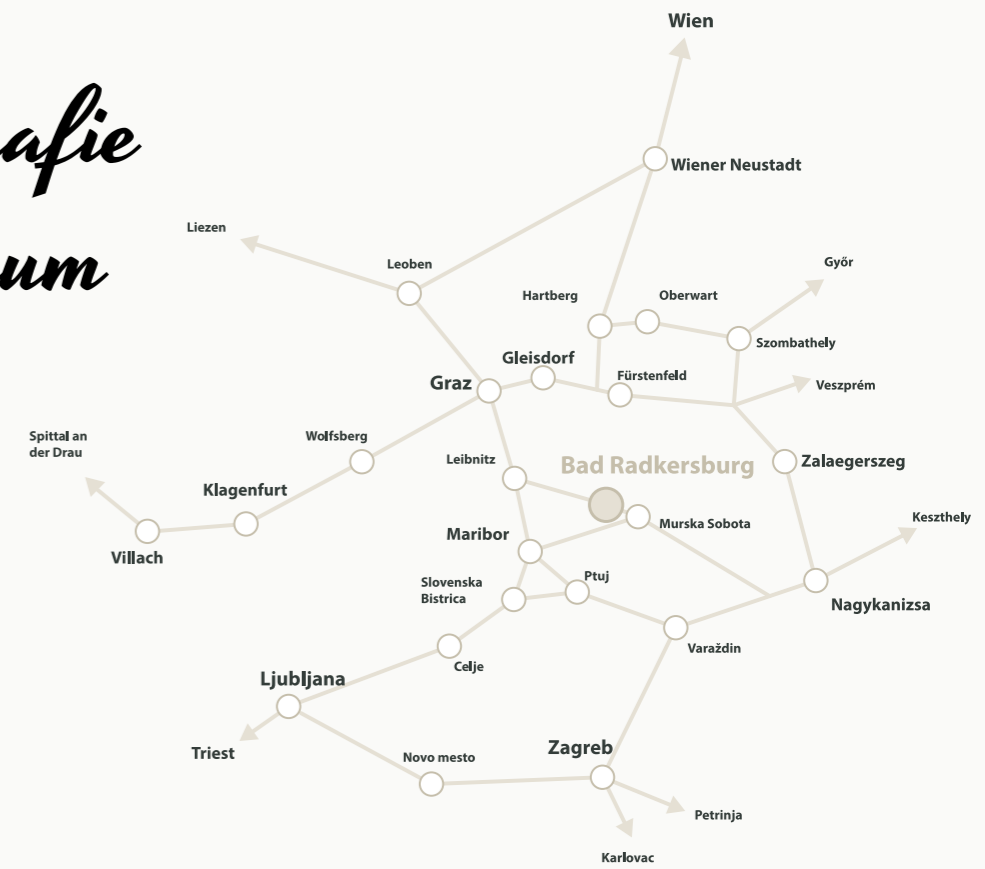 Wien
afie
Wiener Neustadt
Liezen
um
Leoben
Győr
Hartberg
Oberwart
Szombathely
Gleisdorf
Graz
Fürstenfeld
Veszprém
Spittal an
der Drau
Wolfsberg
Leibnitz
Bad Radkersburg
Zalaegerszeg
Klagenfurt
Murska Sobota
Keszthely
Maribor
Villach
Slovenska
Bistrica
Ptuj
Nagykanizsa
Varaždin
Celje
Ljubljana
Triest
Novo mesto
Zagreb
Petrinja
Karlovac